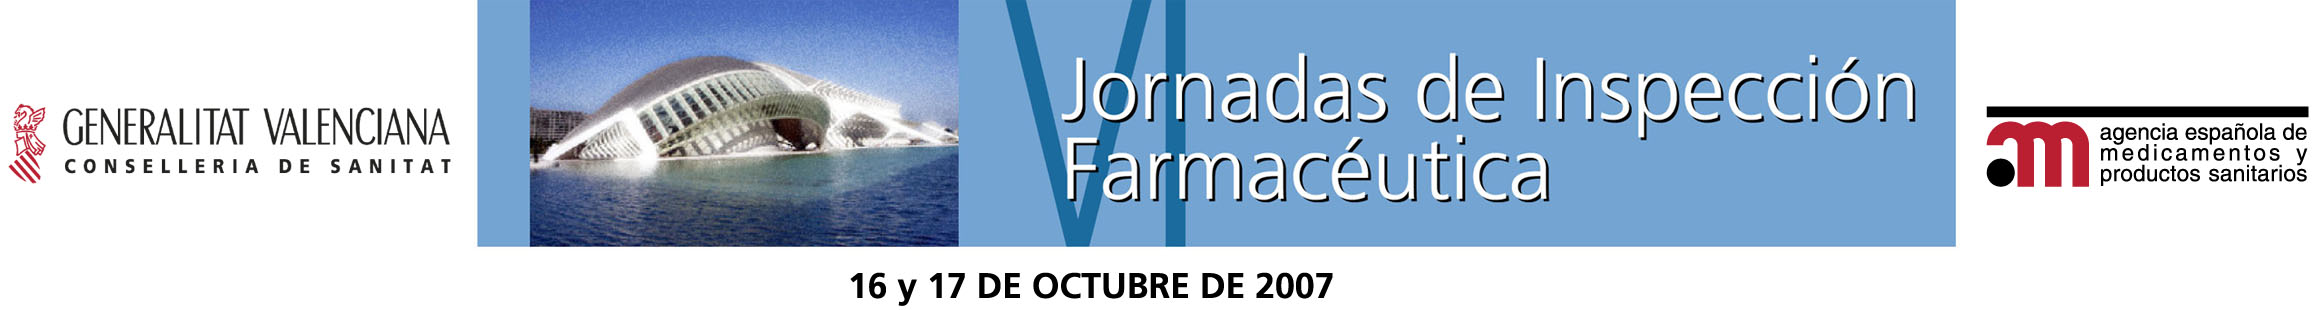 GENERALITAT VALENCIANA
CONSELLERIA DE SANITAT
VI
Jornadas de Inspección
Farmacéutica
agencia española de
medicamentos y
productos sanitarios
16 y 17 DE OCTUBRE DE 2007